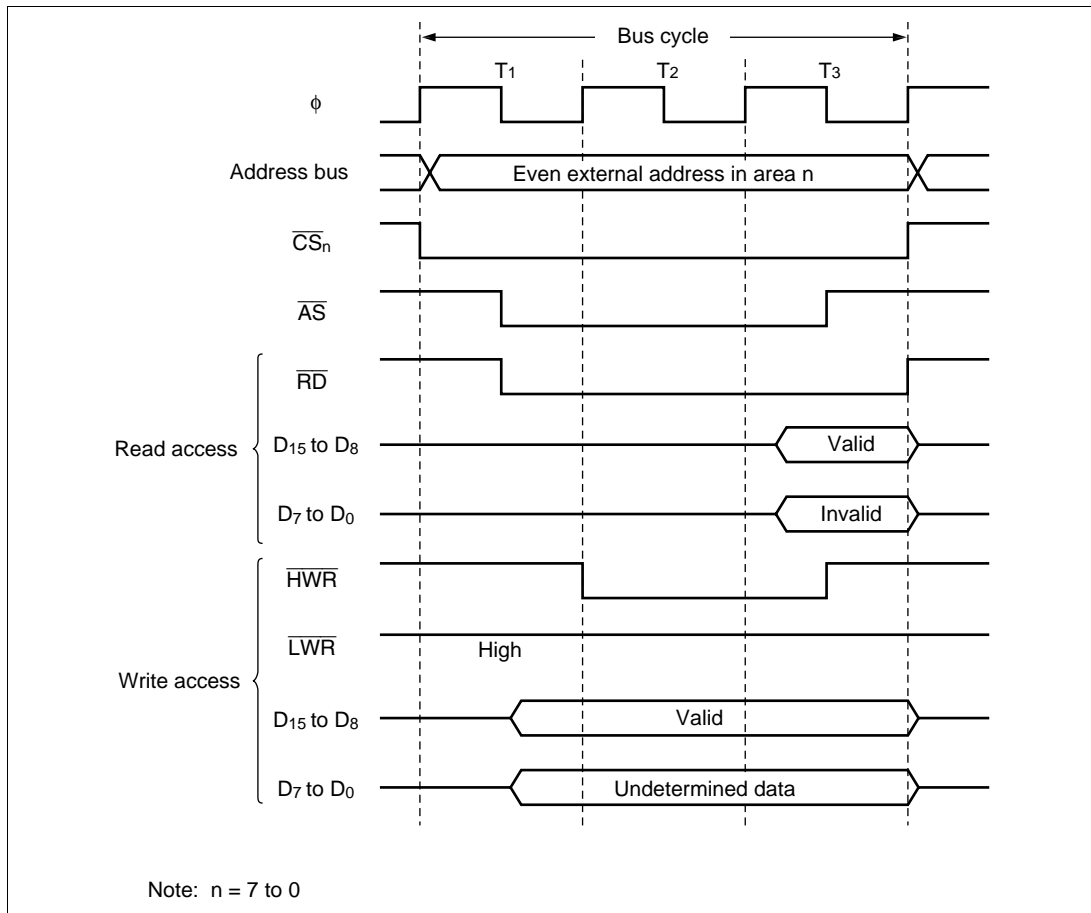 Bus cycle
T1 T2 T3
ϕ
Address bus Even external address in area n
CSn
AS
Read access
RD
D15 to D8 Valid
D7 to D0 Invalid
Write access
HWR
LWR High
D15 to D8 Valid
D7 to D0 Undetermined data
Note: n = 7 to 0